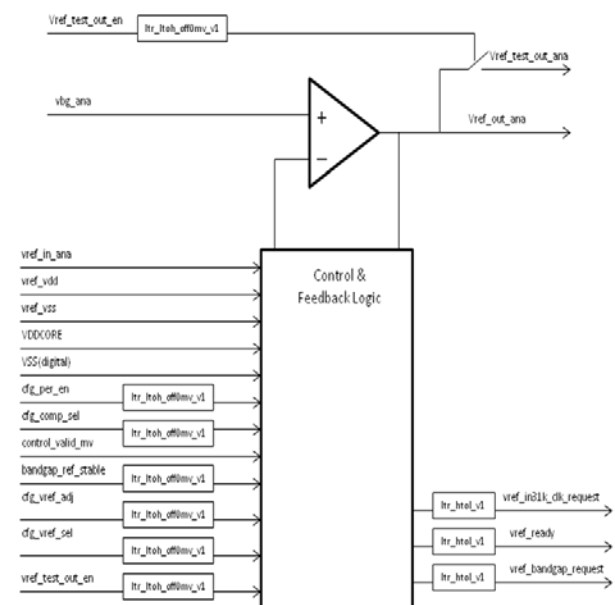 Vref_test_out_en
ltr_ltoh_off0mv_v1
Vref_test_out_ana
vbg_ana
+
Vref_out_ana
−
vref_in_ana
Control &
Feedback Logic
vref_vdd
vref_vss
VDDCORE
VSS(digital)
cfg_per_en
ltr_ltoh_off0mv_v1
cfg_comp_sel
ltr_ltoh_off0mv_v1
control_valid_mv
bandgap_ref_stable
ltr_ltoh_off0mv_v1
cfg_vref_adj
ltr_ltoh_off0mv_v1
cfg_vref_sel
ltr_ltoh_off0mv_v1
vref_test_out_en
ltr_ltoh_off0mv_v1
ltr_htol_v1
vref_in31k_clk_request
ltr_htol_v1
vref_ready
ltr_htol_v1
vref_bandgap_request